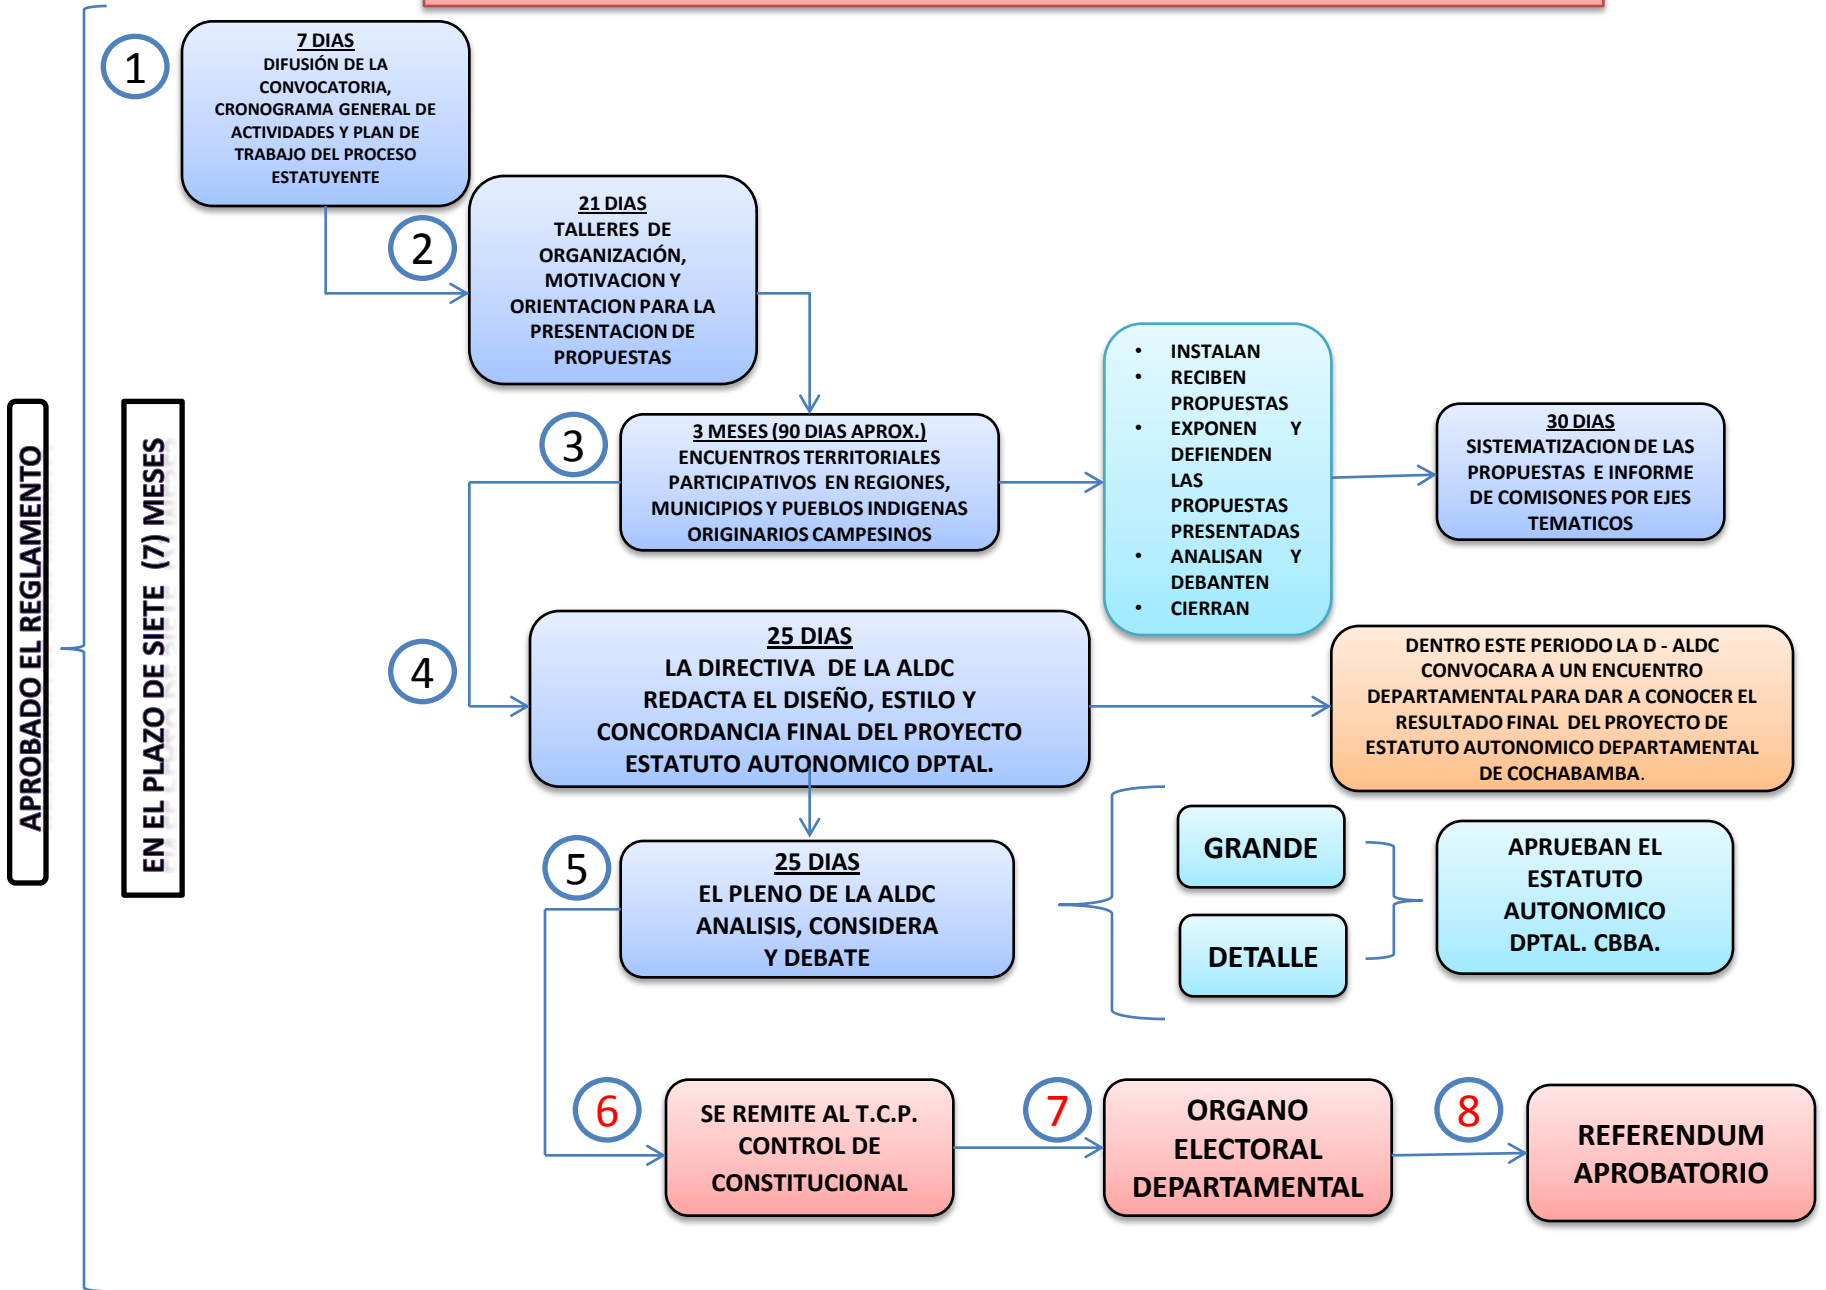 APROBADO EL REGLAMENTO
EN EL PLAZO DE SIETE (7) MESES
1
7 DIAS
DIFUSIÓN DE LA
CONVOCATORIA,
CRONOGRAMA GENERAL DE
ACTIVIDADES Y PLAN DE
TRABAJO DEL PROCESO
ESTATUYENTE
2
21 DIAS
TALLERES DE
ORGANIZACIÓN,
MOTIVACION Y
ORIENTACION PARA LA
PRESENTACION DE
PROPUESTAS
3
3 MESES (90 DIAS APROX.)
ENCUENTROS TERRITORIALES
PARTICIPATIVOS EN REGIONES,
MUNICIPIOS Y PUEBLOS INDIGENAS
ORIGINARIOS CAMPESINOS
• INSTALAN
• RECIBEN
PROPUESTAS
• EXPONEN Y
DEFIENDEN
LAS
PROPUESTAS
PRESENTADAS
• ANALISAN Y
DEBANTEN
• CIERRAN
30 DIAS
SISTEMATIZACION DE LAS
PROPUESTAS E INFORME
DE COMISONES POR EJES
TEMATICOS
4
25 DIAS
LA DIRECTIVA DE LA ALDC
REDACTA EL DISEÑO, ESTILO Y
CONCORDANCIA FINAL DEL PROYECTO
ESTATUTO AUTONOMICO DPTAL.
DENTRO ESTE PERIODO LA D - ALDC
CONVOCARA A UN ENCUENTRO
DEPARTAMENTAL PARA DAR A CONOCER EL
RESULTADO FINAL DEL PROYECTO DE
ESTATUTO AUTONOMICO DEPARTAMENTAL
DE COCHABAMBA.
5
25 DIAS
EL PLENO DE LA ALDC
ANALISIS, CONSIDERA
Y DEBATE
GRANDE
DETALLE
APRUEBAN EL
ESTATUTO
AUTONOMICO
DPTAL. CBBA.
6
SE REMITE AL T.C.P.
CONTROL DE
CONSTITUCIONAL
7
ORGANO
ELECTORAL
DEPARTAMENTAL
8
REFERENDUM
APROBATORIO